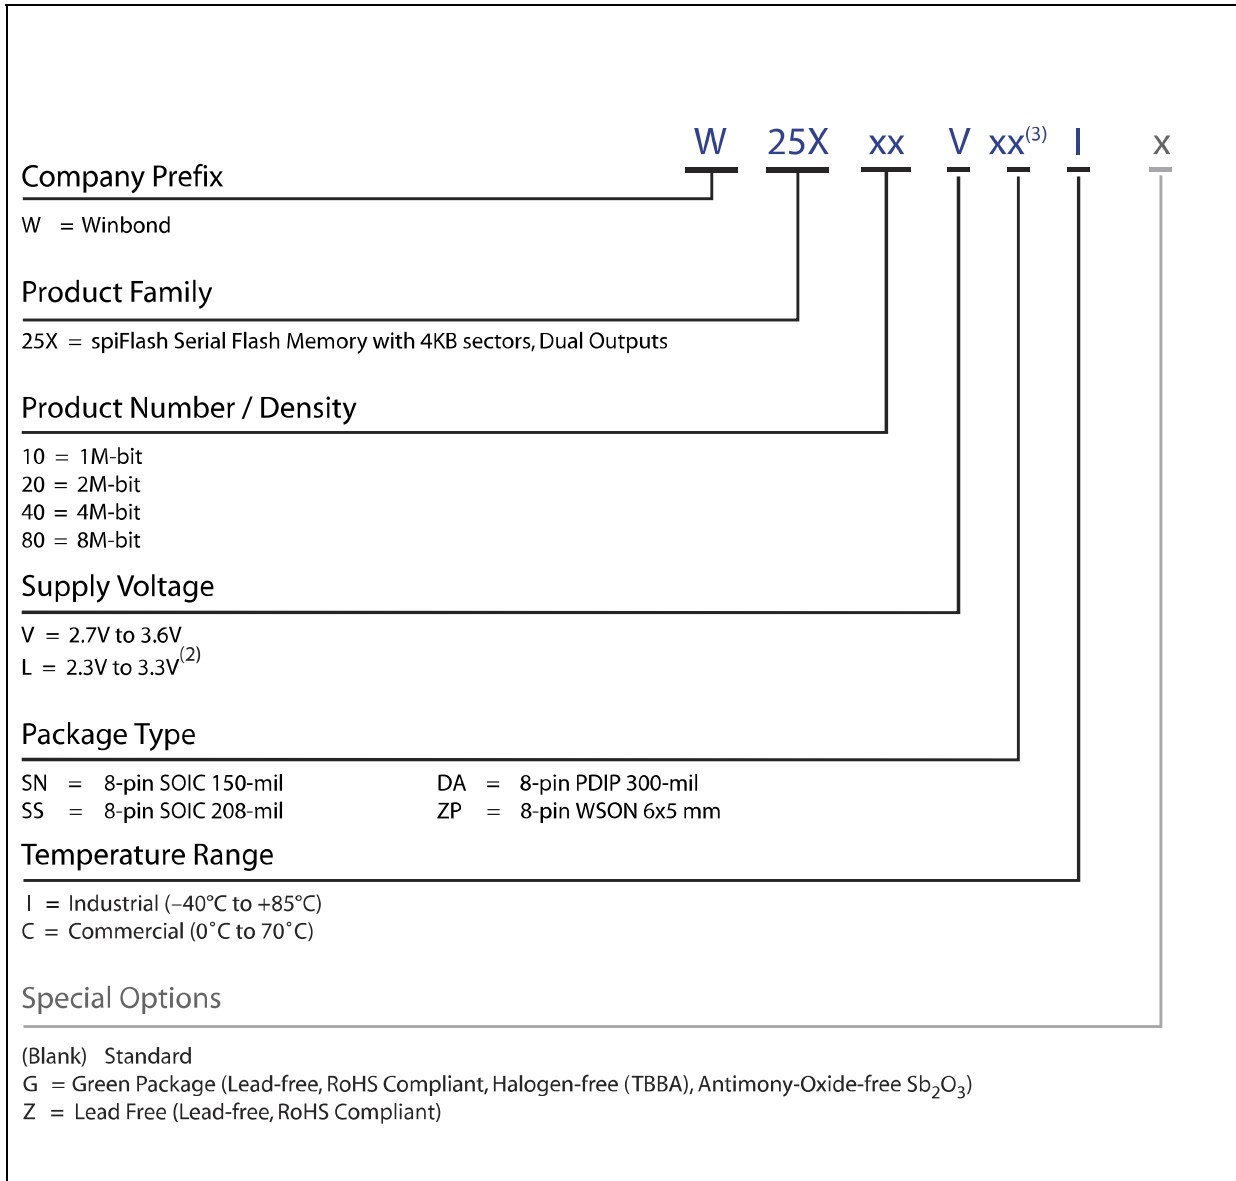 W 25X xx V xx(3) I x
Company Prefix
W = Winbond
Product Family
25X = spiFlash Serial Flash Memory with 4KB sectors, Dual Outputs
Product Number / Density
10 = 1M-bit
20 = 2M-bit
40 = 4M-bit
80 = 8M-bit
Supply Voltage
V = 2.7V to 3.6V
L = 2.3V to 3.3V(2)
Package Type
SN = 8-pin SOIC 150-mil DA = 8-pin PDIP 300-mil
SS = 8-pin SOIC 208-mil ZP = 8-pin WSON 6x5 mm
Temperature Range
I = Industrial (–40°C to +85°C)
C = Commercial (0˚C to 70˚C)
Special Options
(Blank) Standard
G = Green Package (Lead-free, RoHS Compliant, Halogen-free (TBBA), Antimony-Oxide-free Sb2O3)
Z = Lead Free (Lead-free, RoHS Compliant)